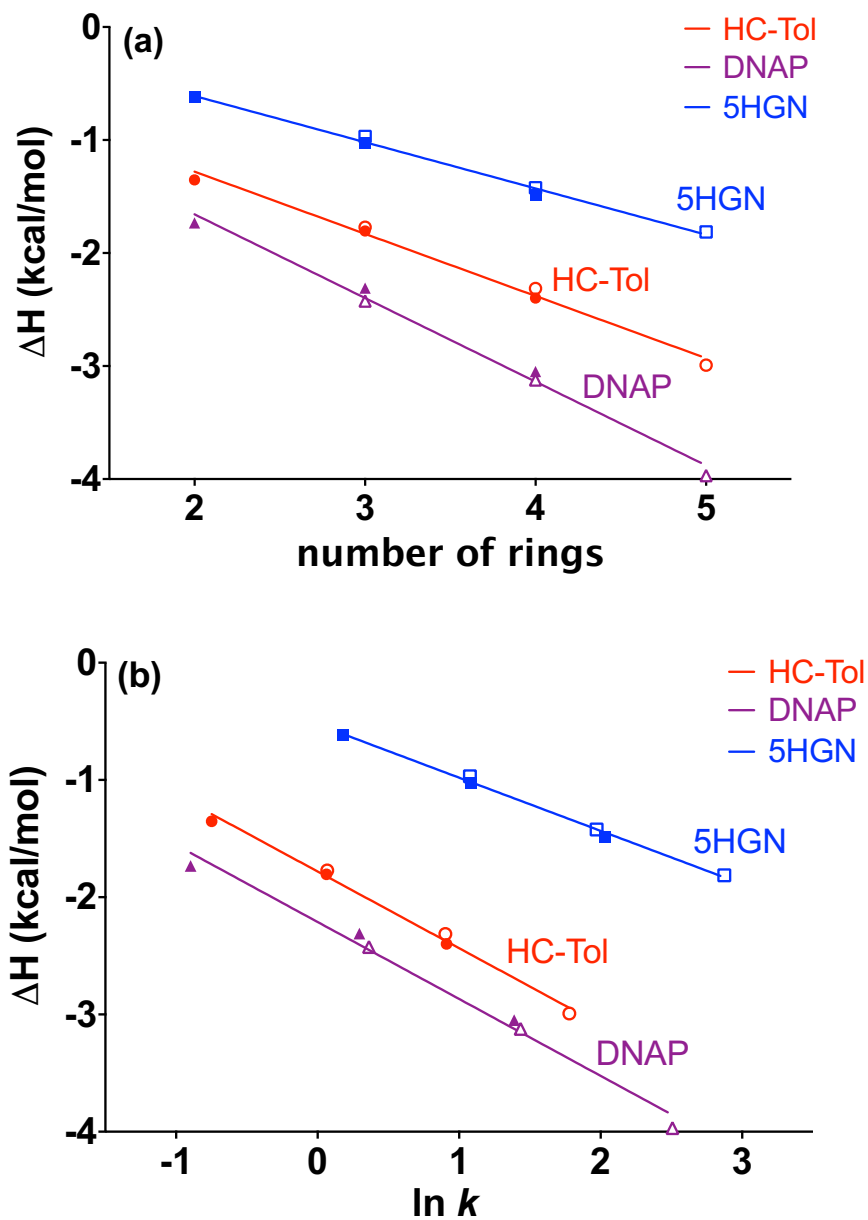 (a)
HC-Tol
DNAP
5HGN
0
-1
-2
-3
-4
ΔH (kcal/mol)
5HGN
HC-Tol
DNAP
2 3 4 5
number of rings
(b)
HC-Tol
DNAP
5HGN
0
-1
-2
-3
-4
ΔH (kcal/mol)
5HGN
HC-Tol
DNAP
-1 0 1 2 3
ln k